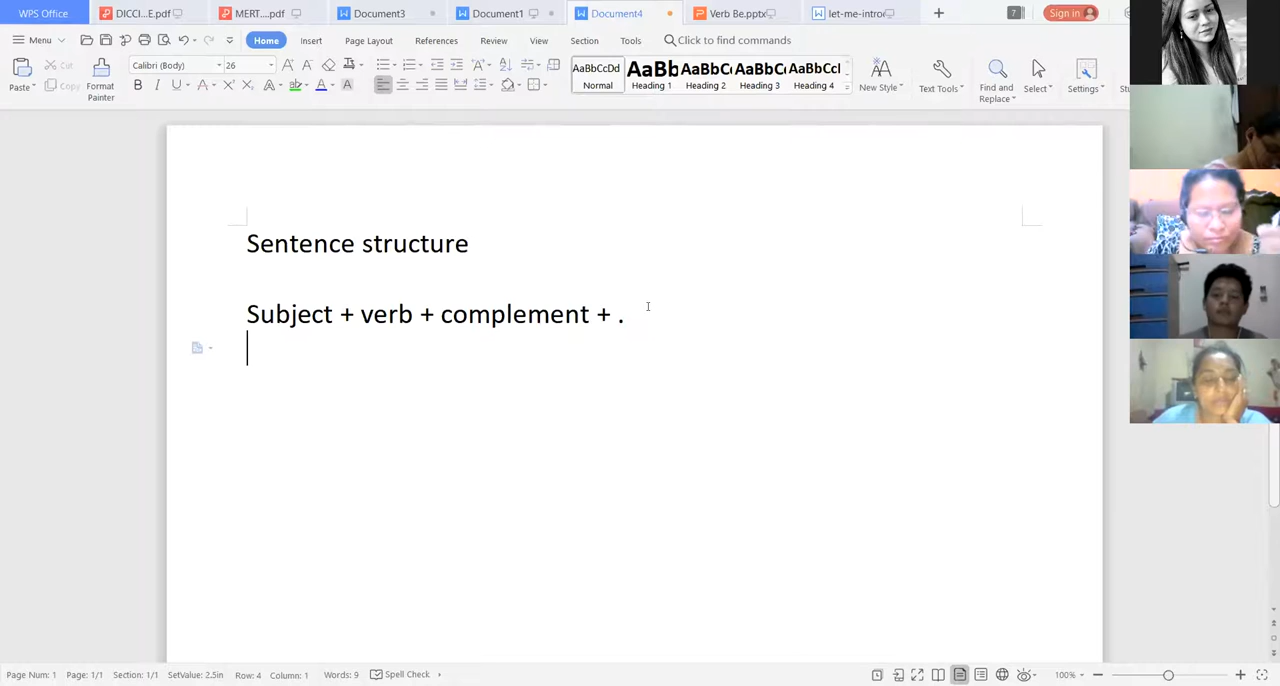 WPS Office DICCI...E.pdf MERT....pdf Document3 Document1 Document4 Verb Be.pptx let-me-introd + 7 Sign in
Menu Home Insert Page Layout References Review View Section Tools Click to find commands
Calibri (Body) 26
Paste Cut Copy Format Painter B I U A
AaBbCcDd AaBb AaBbC AaBbC AaBbCcI
Normal Heading 1 Heading 2 Heading 3 Heading 4
New Style Text Tools Find and Replace Select Settings
Sentence structure
Subject + verb + complement + .
Page Num: 1 Page: 1/1 Section: 1/1 SetValue: 2.5in Row: 4 Column: 1 Words: 9 Spell Check 100%